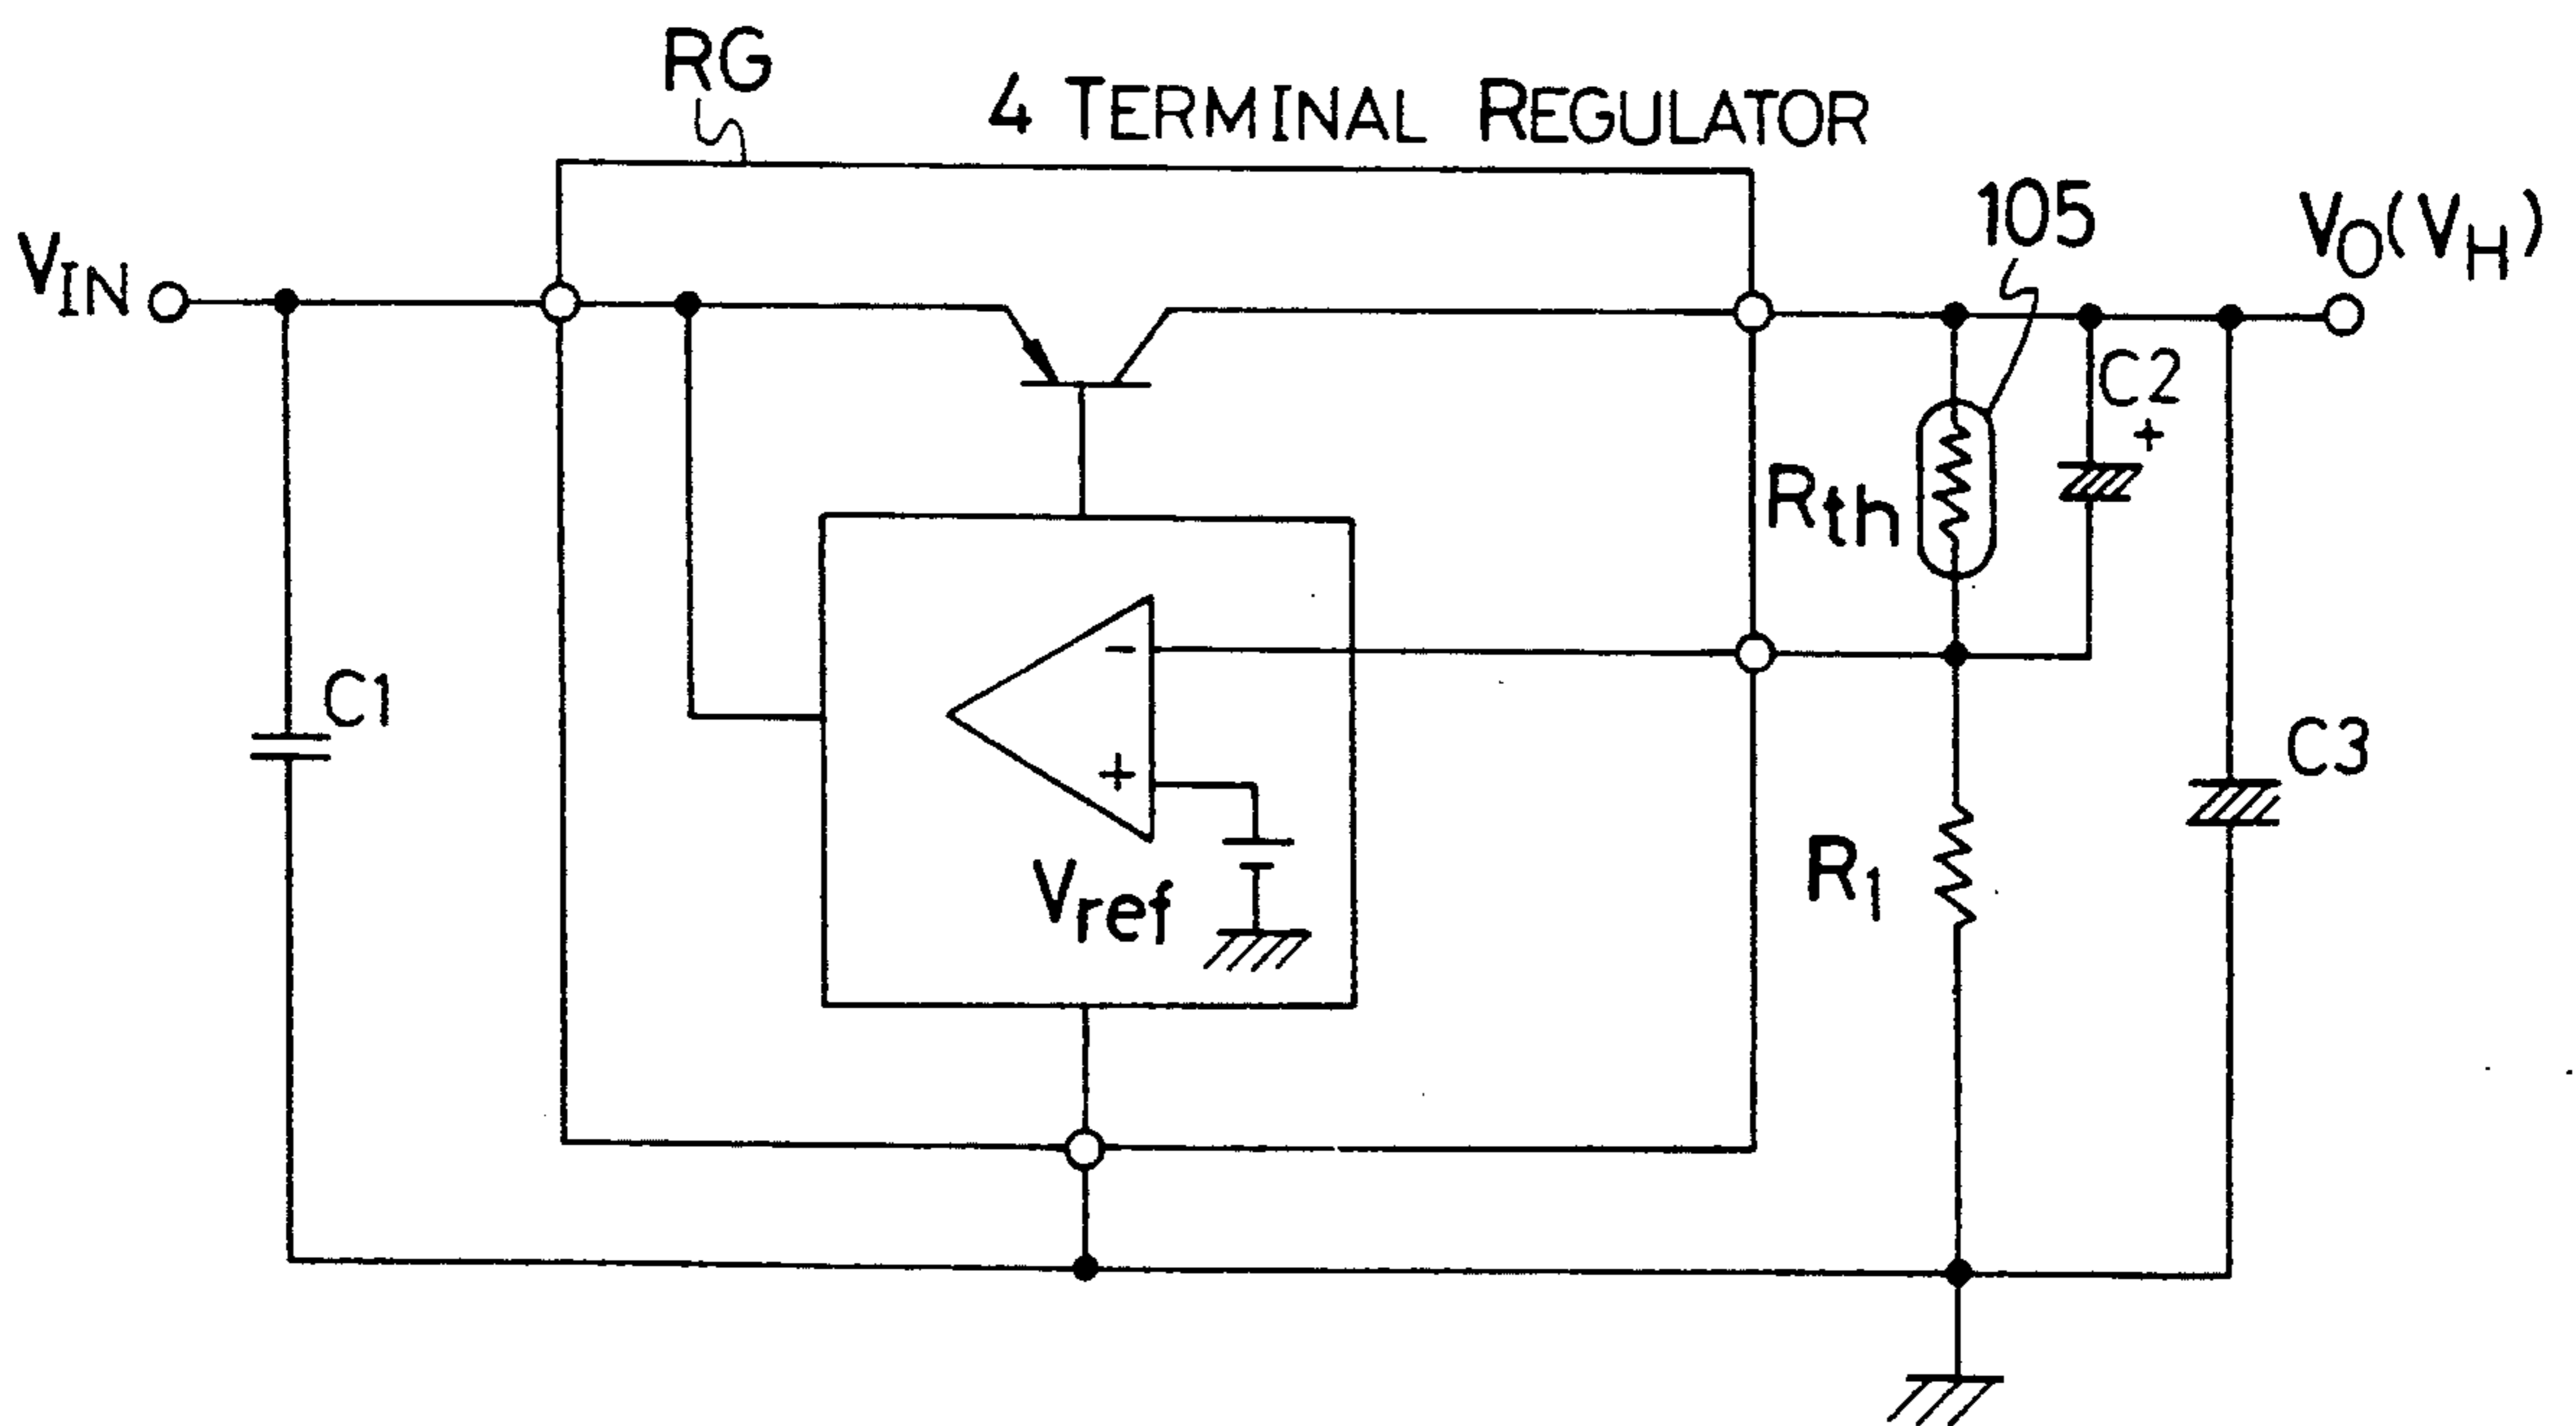 RG
4 TERMINAL REGULATOR
105
VO(VH)
VIN
C2
+
Rth
-
C1
+
C3
Vref
R1